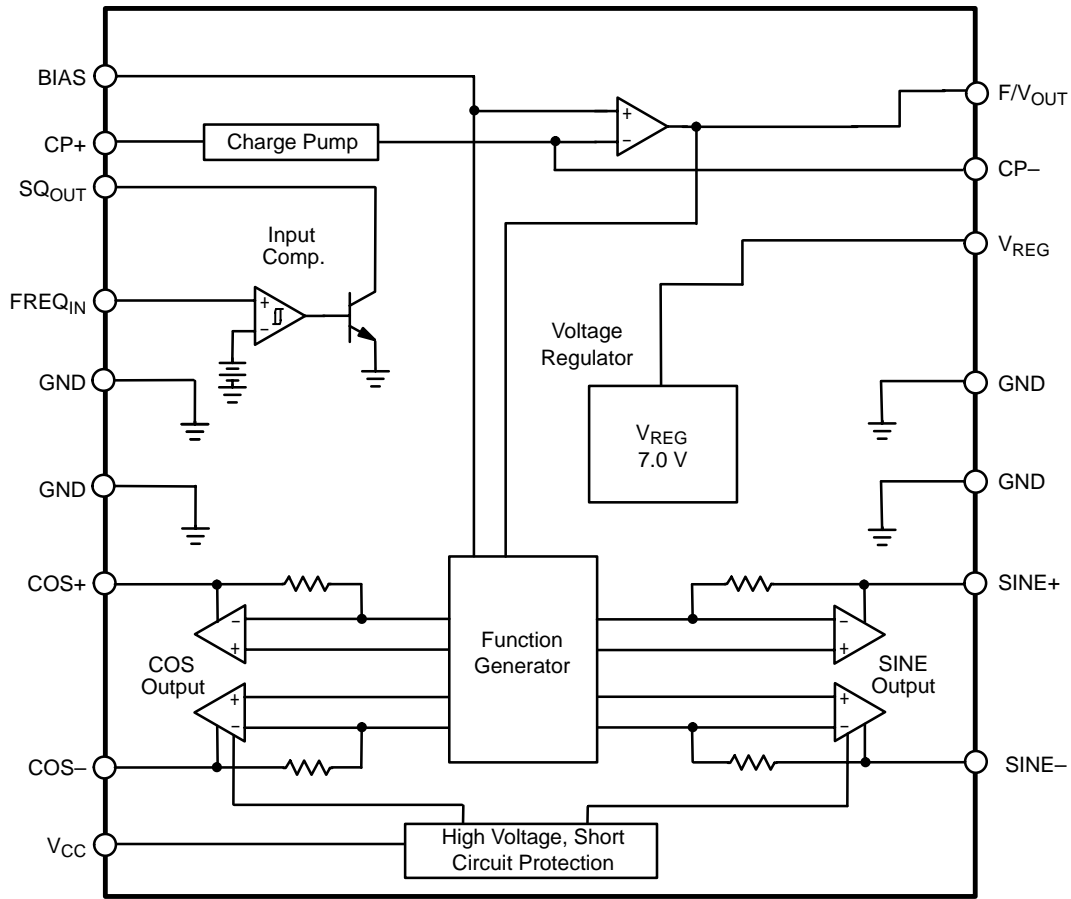 BIAS
CP+
SQOUT
FREQIN
GND
GND
COS+
COS–
VCC
Charge Pump
Input
Comp.
+
–
+
–
F/VOUT
CP–
VREG
GND
GND
SINE+
SINE–
Voltage
Regulator
VREG
7.0 V
Function
Generator
–
+
COS
Output
+
–
–
+
SINE
Output
+
–
High Voltage, Short
Circuit Protection